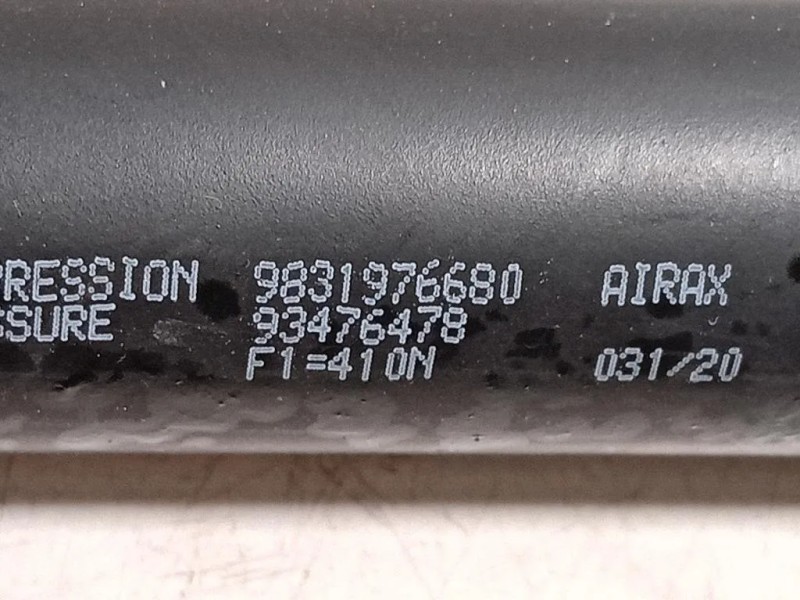 PRESSION 9831976680 AIRAX
SSURE 93476478
F1=410N 031/20